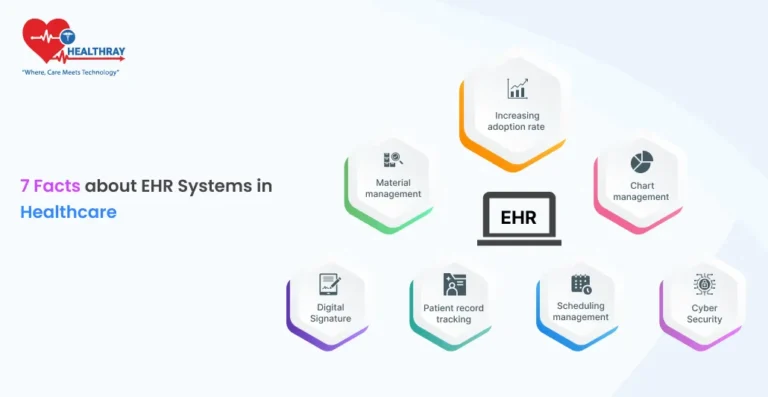 HEALTHRAY
"Where, Care Meets Technology"
7 Facts about EHR Systems in
Healthcare
Increasing
adoption rate
Material
management
Chart
management
EHR
Digital
Signature
Patient record
tracking
Scheduling
management
Cyber
Security